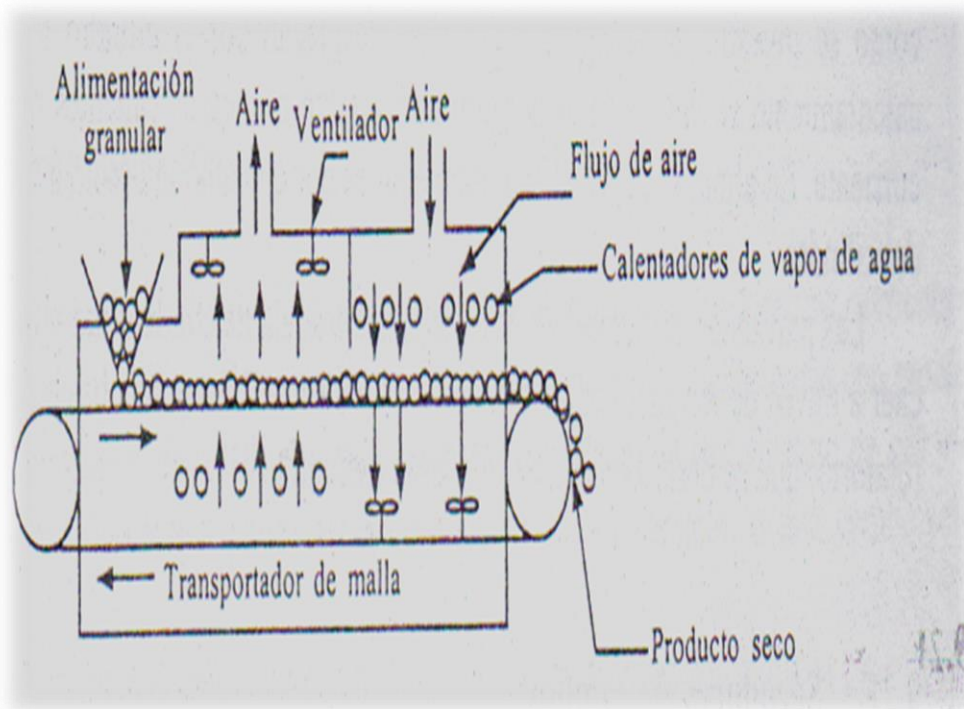 Alimentación
granular
Aire
Ventilador
Aire
Flujo de aire
Calentadores de vapor de agua
Transportador de malla
Producto seco